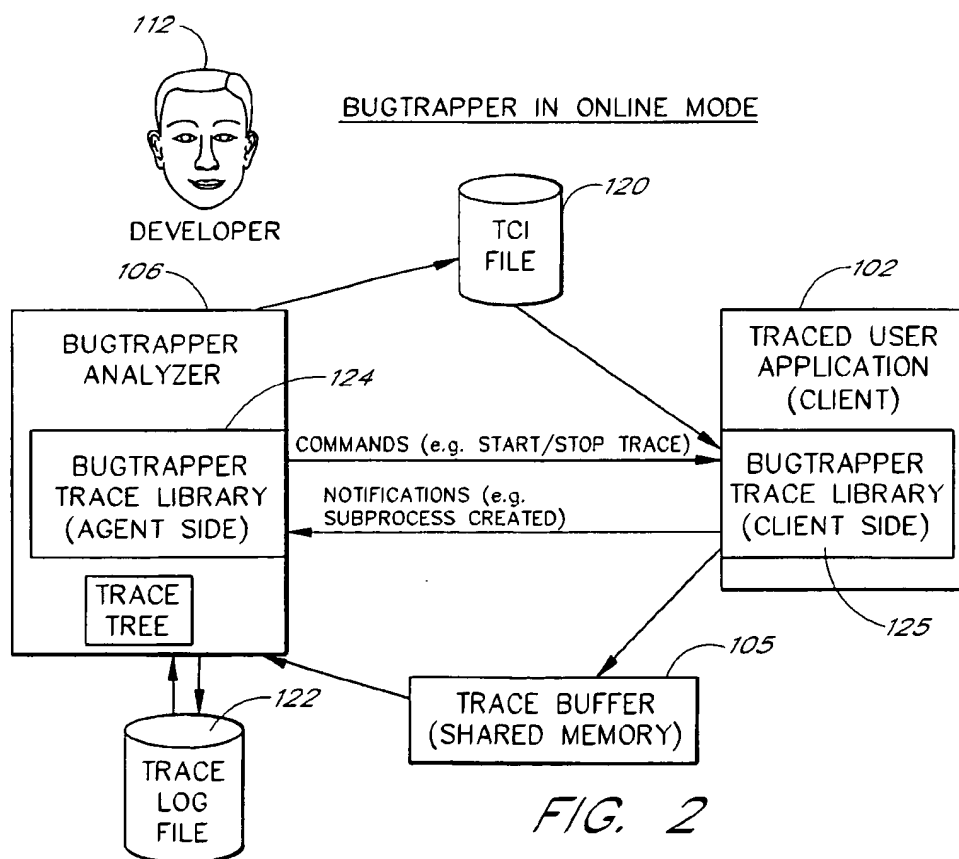 112
BUGTRAPPER IN ONLINE MODE
DEVELOPER
120
TCI
FILE
106
BUGTRAPPER
ANALYZER
124
BUGTRAPPER
TRACE LIBRARY
(AGENT SIDE)
TRACE
TREE
COMMANDS (e.g. START/STOP TRACE)
NOTIFICATIONS (e.g.
SUBPROCESS CREATED)
102
TRACED USER
APPLICATION
(CLIENT)
BUGTRAPPER
TRACE LIBRARY
(CLIENT SIDE)
125
105
TRACE BUFFER
(SHARED MEMORY)
122
TRACE
LOG
FILE
FIG. 2